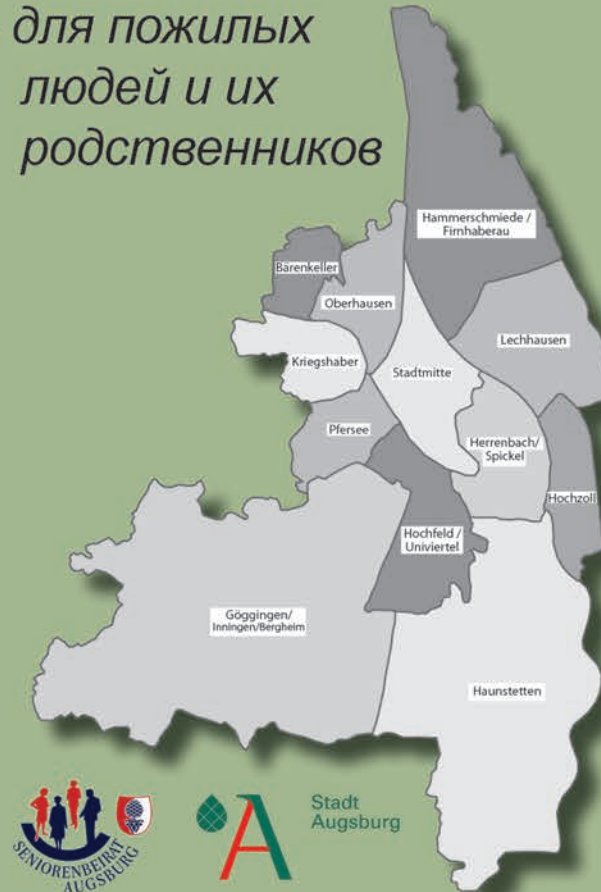 для пожилых
людей и их
родственников
Hammerschmiede /
Firnhaberau
Bärenkeller
Oberhausen
Lechhausen
Kriegshaber
Stadtmitte
Pfersee
Herrenbach/
Spickel
Hochzoll
Hochfeld /
Univiertel
Göggingen/
Inningen/Bergheim
Haunstetten
SENIORENBEIRAT
AUGSBURG
A
Stadt
Augsburg